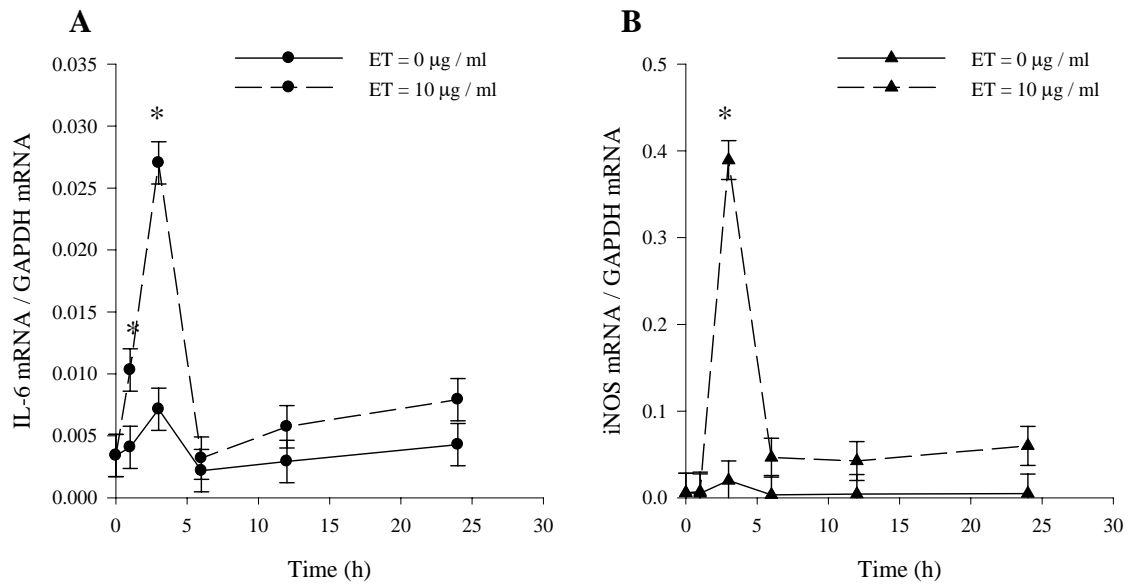 A
ET = 0 μg / ml
ET = 10 μg / ml
IL-6 mRNA / GAPDH mRNA
0.035
0.030
0.025
0.020
0.015
0.010
0.005
0.000
*
*
0 5 10 15 20 25 30
Time (h)
B
ET = 0 μg / ml
ET = 10 μg / ml
iNOS mRNA / GAPDH mRNA
0.5
0.4
0.3
0.2
0.1
0.0
*
0 5 10 15 20 25 30
Time (h)